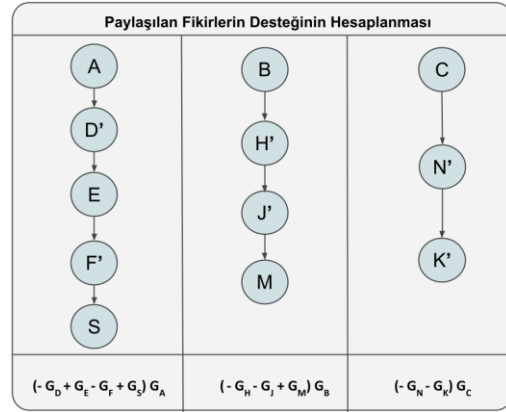 Paylaşılan Fikirlerin Desteğinin Hesaplanması
A
D’
E
F’
S
B
H’
J’
M
C
N’
K’
(- G_D + G_E - G_F + G_S) G_A
(- G_H - G_J + G_M) G_B
(- G_N - G_K) G_C